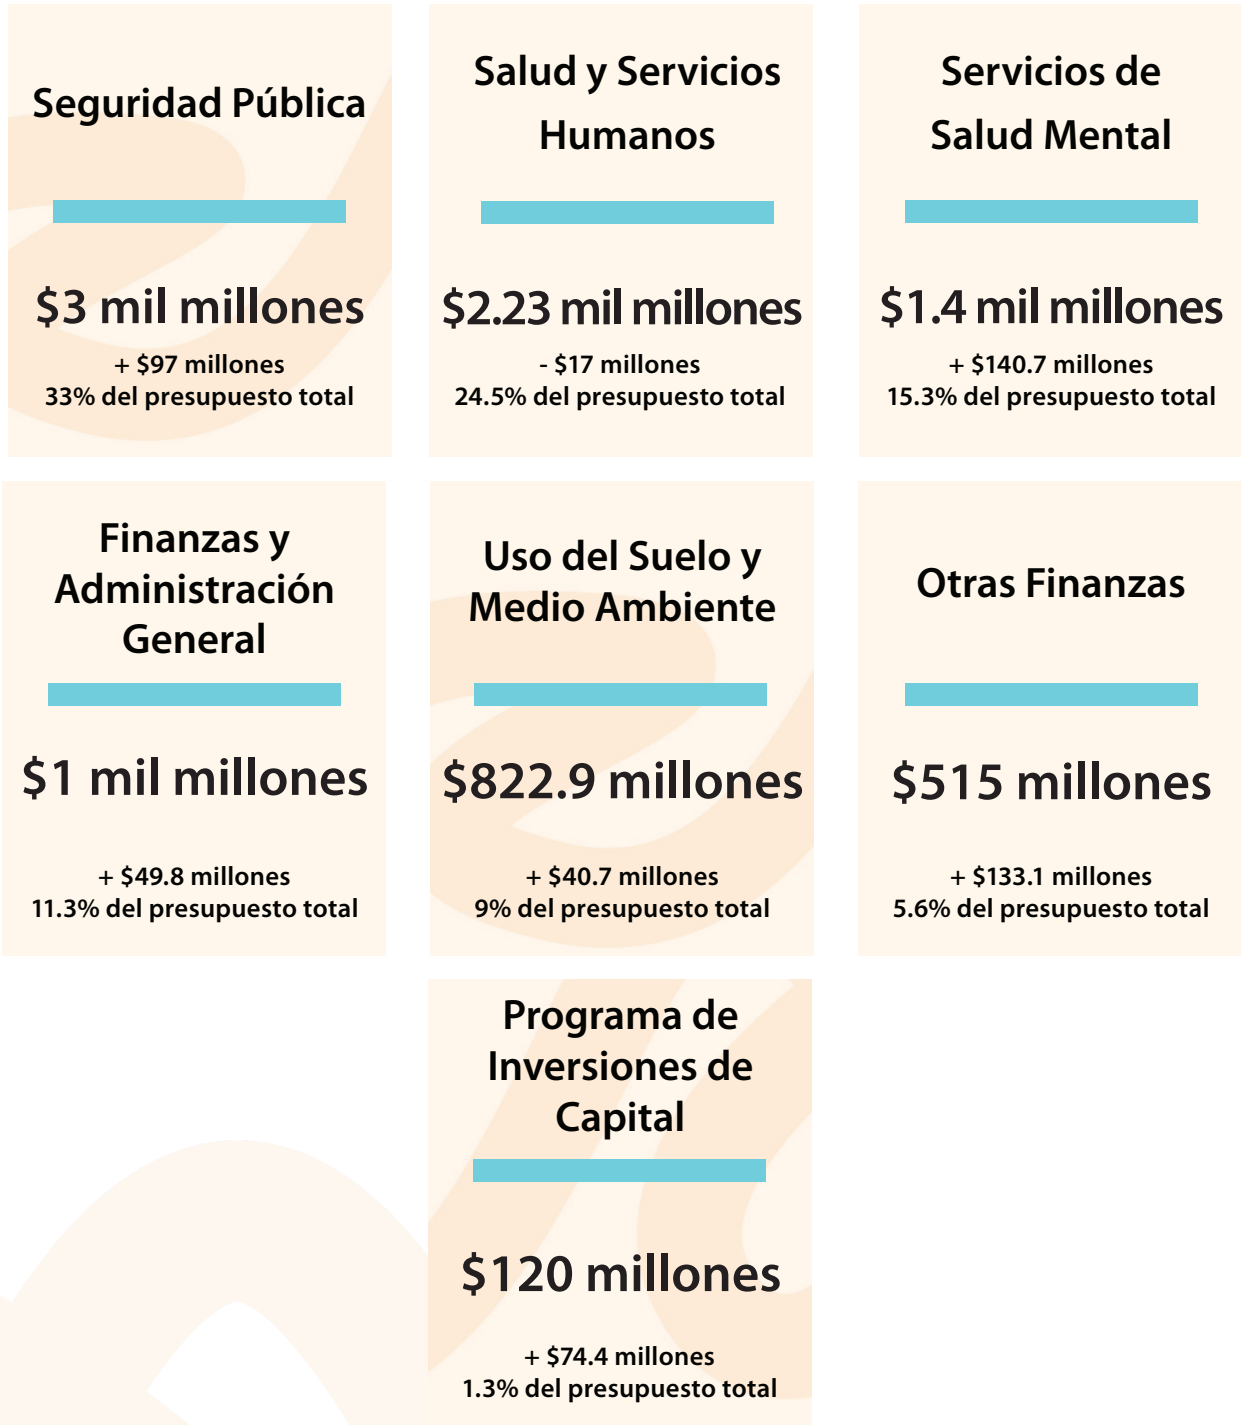 Seguridad Pública
$3 mil millones
+ $97 millones
33% del presupuesto total
Salud y Servicios
Humanos
$2.23 mil millones
- $17 millones
24.5% del presupuesto total
Servicios de
Salud Mental
$1.4 mil millones
+ $140.7 millones
15.3% del presupuesto total
Finanzas y
Administración
General
$1 mil millones
+ $49.8 millones
11.3% del presupuesto total
Uso del Suelo y
Medio Ambiente
$822.9 millones
+ $40.7 millones
9% del presupuesto total
Otras Finanzas
$515 millones
+ $133.1 millones
5.6% del presupuesto total
Programa de
Inversiones de
Capital
$120 millones
+ $74.4 millones
1.3% del presupuesto total